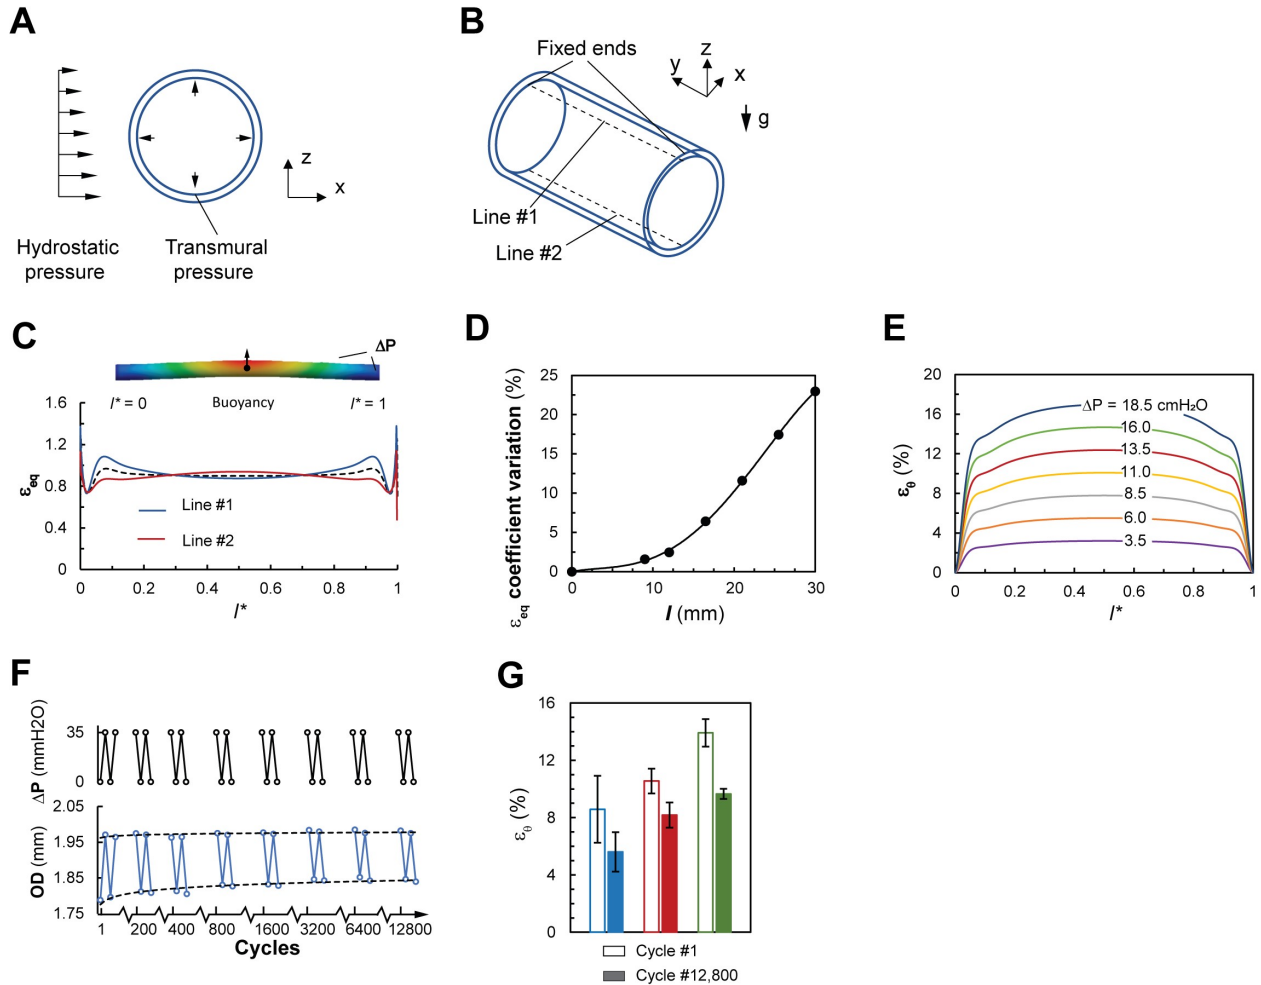 A
Hydrostatic
pressure
Transmural
pressure
z
x
B
Fixed ends
z
y
x
g
Line #1
Line #2
C
ΔP
l* = 0
Buoyancy
l* = 1
1.6
1.2
0.8
0.4
0
εeq
Line #1
Line #2
0
0.2
0.4
0.6
0.8
1
l*
D
εeq coefficient variation (%)
25
20
15
10
5
0
0
10
20
30
l (mm)
E
εθ (%)
20
16
12
8
4
0
ΔP = 18.5 cmH₂O
16.0
13.5
11.0
8.5
6.0
3.5
0
0.2
0.4
0.6
0.8
1
l*
F
ΔP (mmH2O)
35
0
OD (mm)
2.05
1.95
1.85
1.75
1
200
400
800
1600
3200
6400
12800
Cycles
G
εθ (%)
16
12
8
4
0
Cycle #1
Cycle #12,800